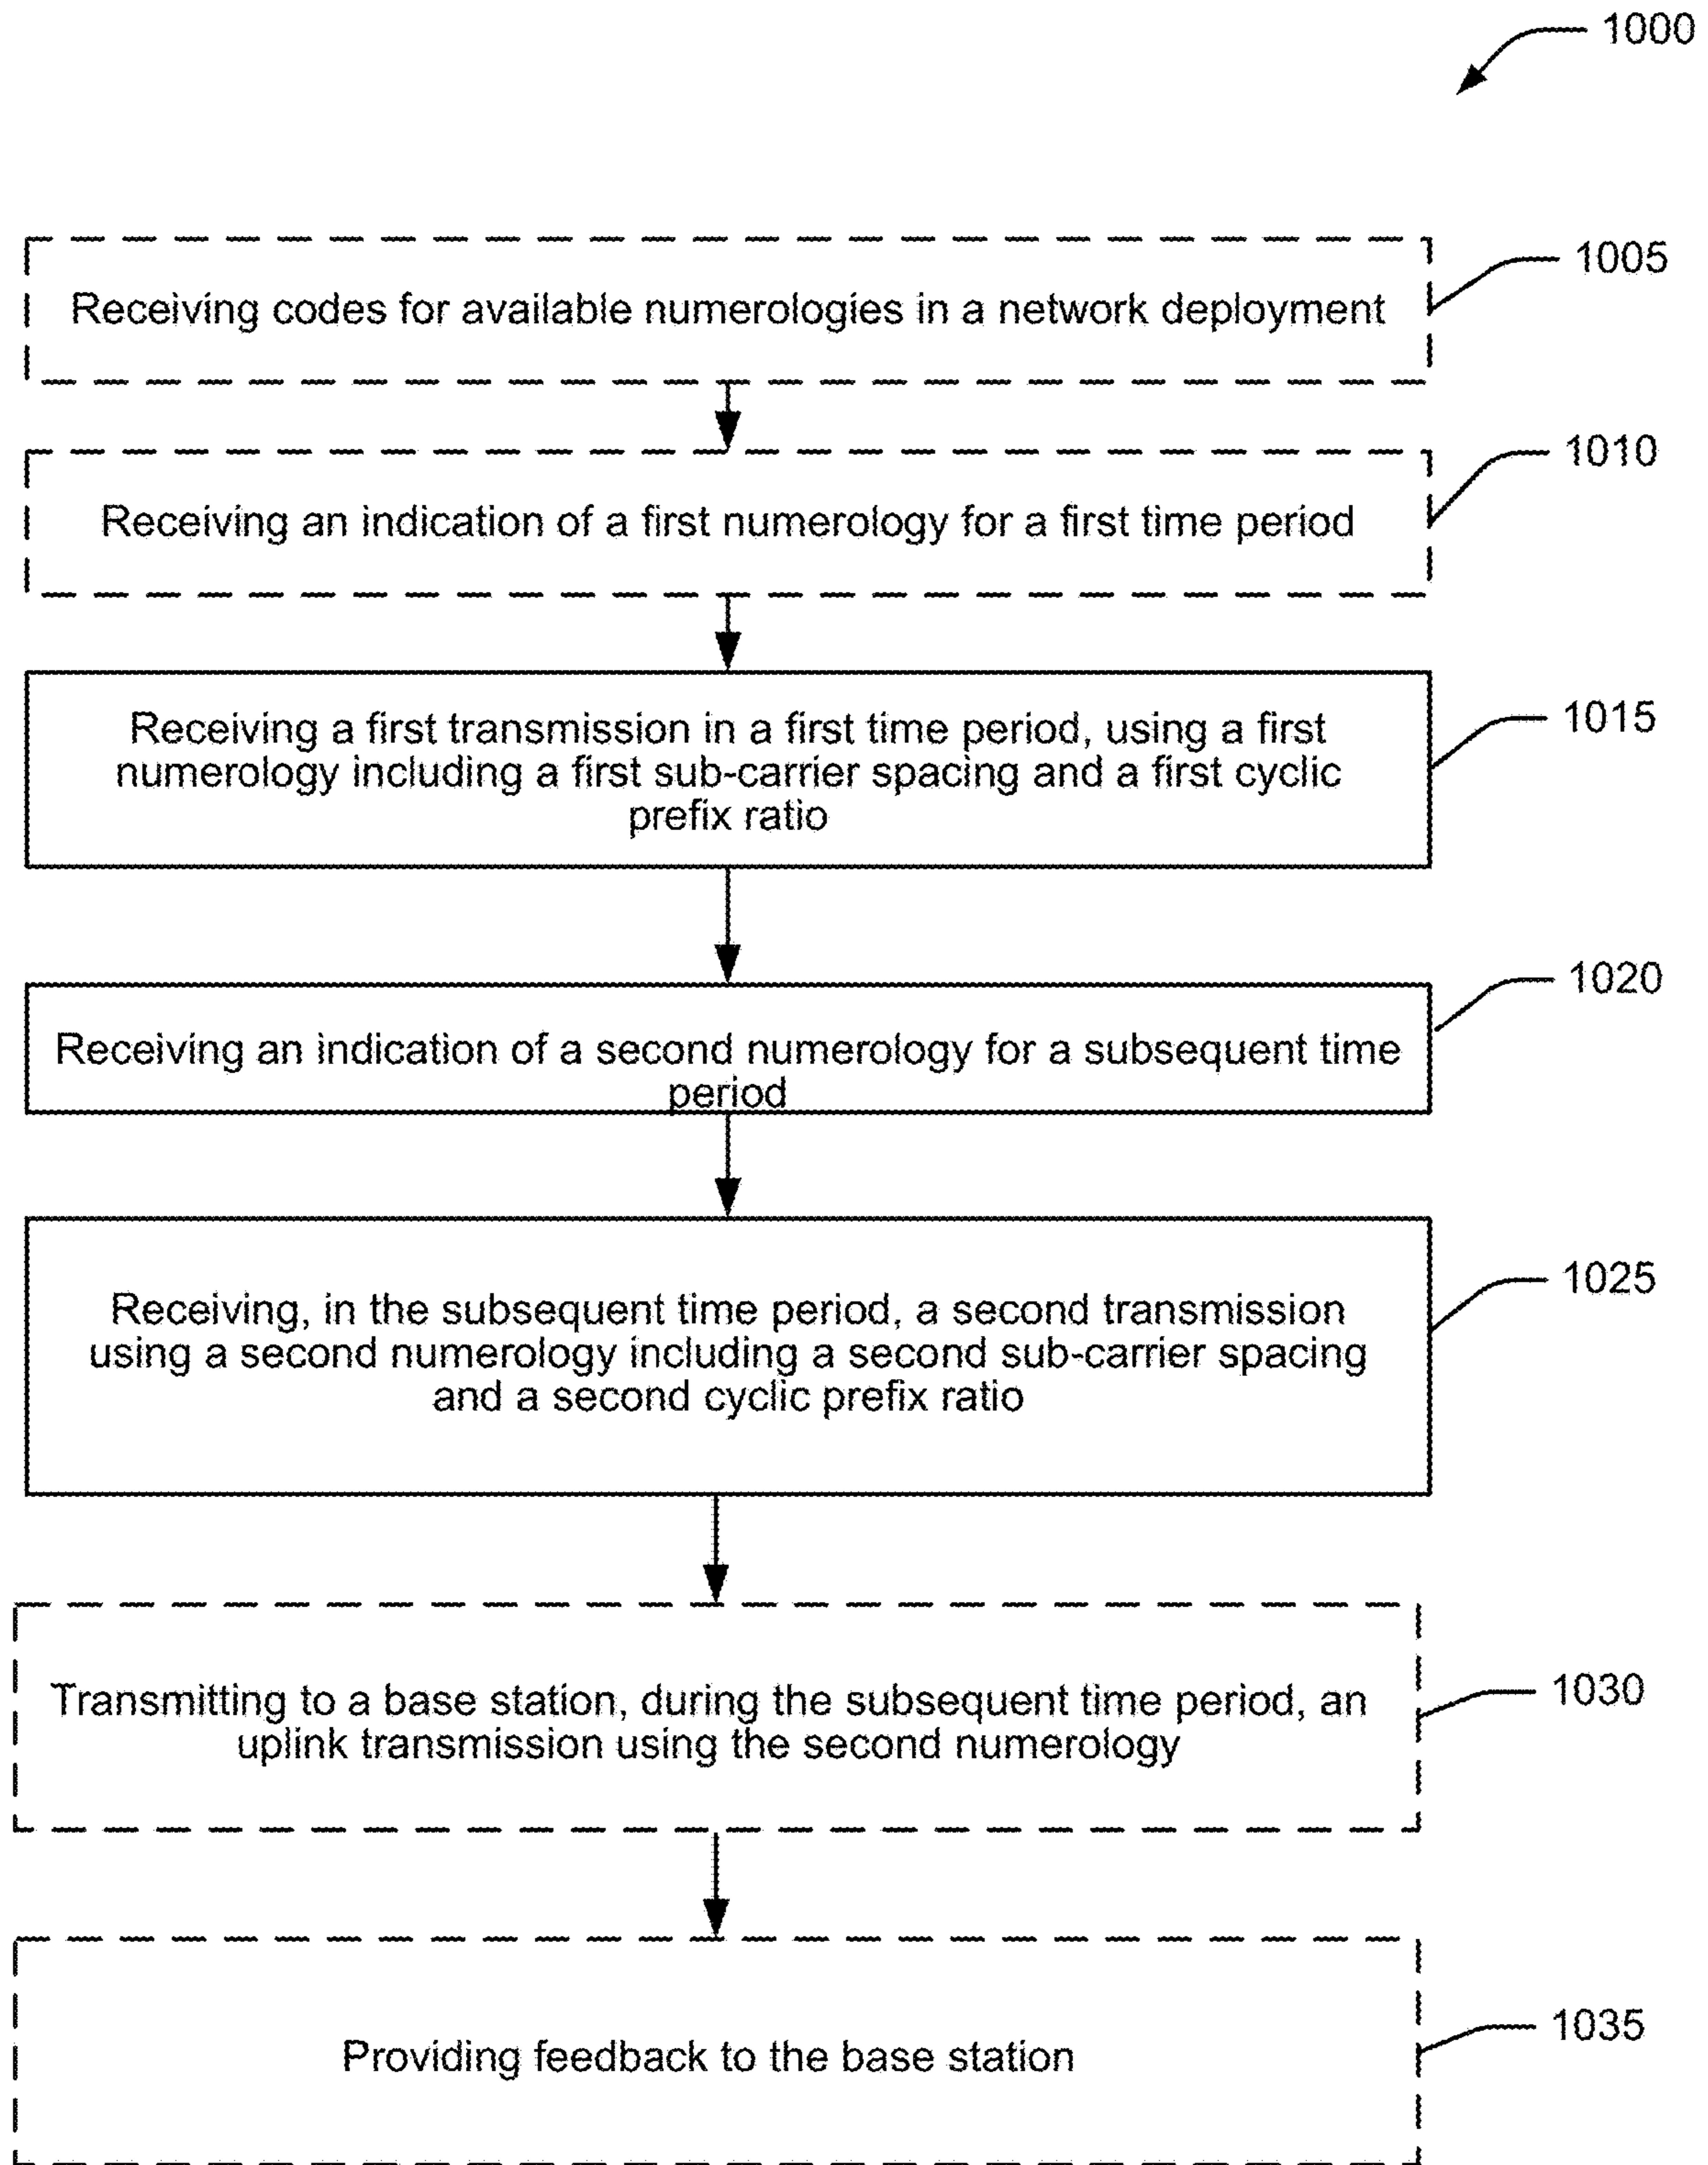 1000
Receiving codes for available numerologies in a network deployment
1005
Receiving an indication of a first numerology for a first time period
1010
Receiving a first transmission in a first time period, using a first
numerology including a first sub-carrier spacing and a first cyclic
prefix ratio
1015
Receiving an indication of a second numerology for a subsequent time
period
1020
Receiving, in the subsequent time period, a second transmission
using a second numerology including a second sub-carrier spacing
and a second cyclic prefix ratio
1025
Transmitting to a base station, during the subsequent time period, an
uplink transmission using the second numerology
1030
Providing feedback to the base station
1035